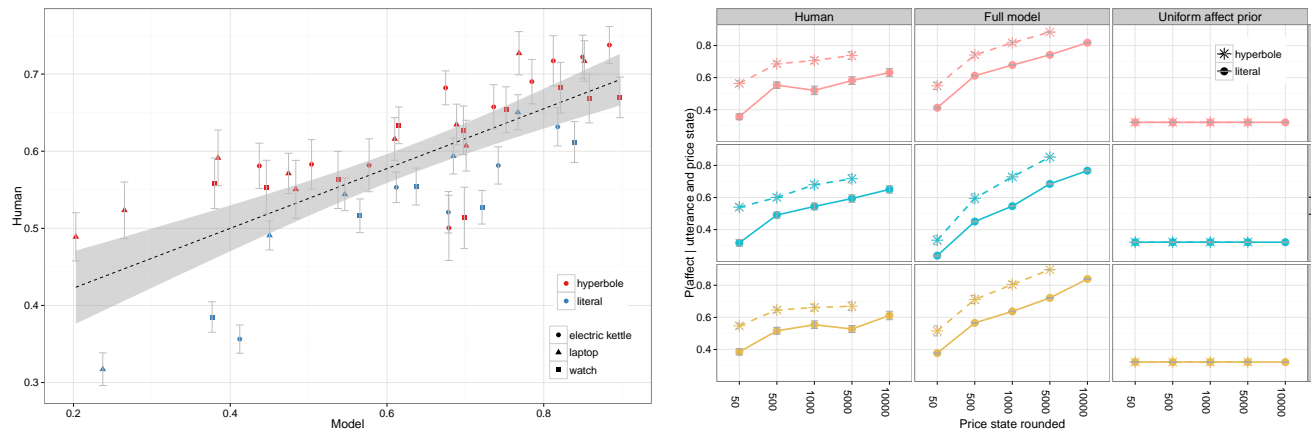 Human
0.7
0.6
0.5
0.4
0.3
hyperbole
literal
electric kettle
laptop
watch
0.2
0.4
0.6
0.8
Model
Human
Full model
Uniform affect prior
P(affect | utterance and price state)
0.8
0.6
0.4
hyperbole
literal
0.8
0.6
0.4
0.8
0.6
0.4
50
500
1000
5000
10000
50
500
1000
5000
10000
50
500
1000
5000
10000
Price state rounded